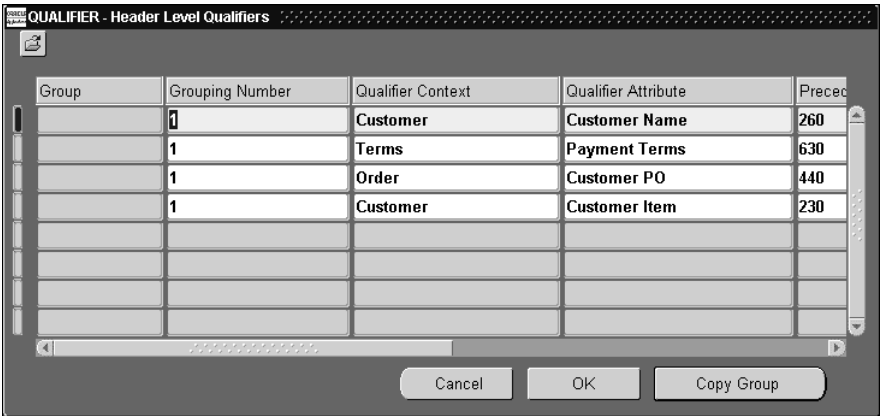 QUALIFIER - Header Level Qualifiers
Group Grouping Number Qualifier Context Qualifier Attribute Preced
1 Customer Customer Name 260
1 Terms Payment Terms 630
1 Order Customer PO 440
1 Customer Customer Item 230
Cancel OK Copy Group